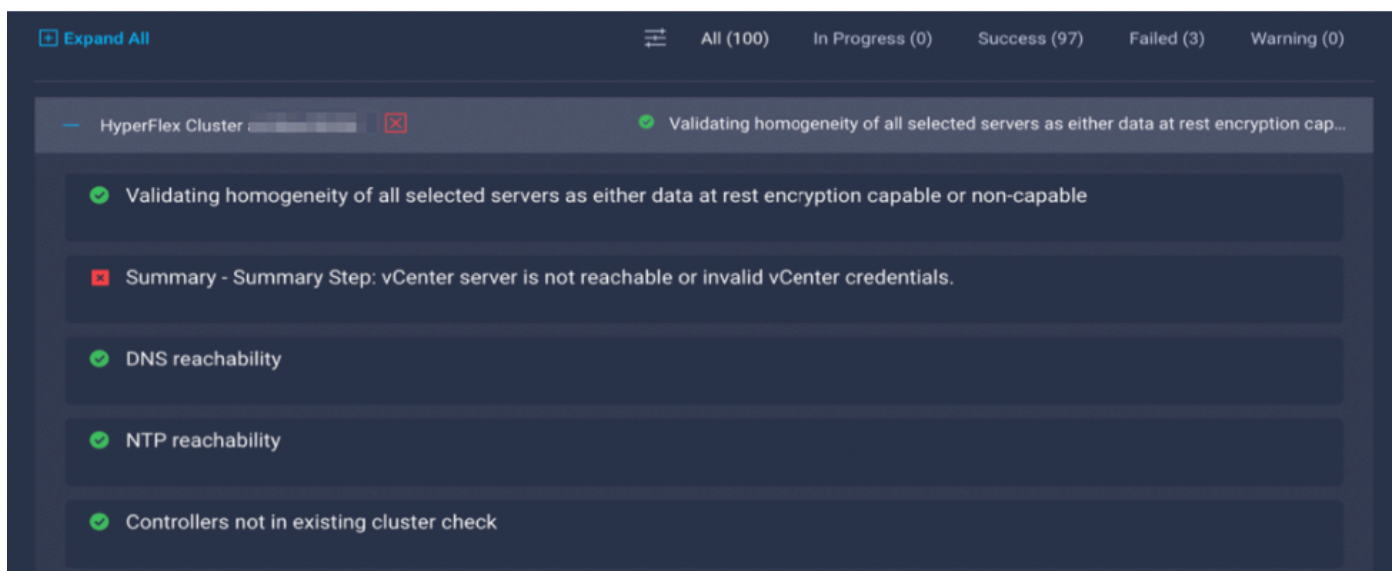 Expand All All (100) In Progress (0) Success (97) Failed (3) Warning (0)
HyperFlex Cluster Validating homogeneity of all selected servers as either data at rest encryption cap...
Validating homogeneity of all selected servers as either data at rest encryption capable or non-capable
Summary - Summary Step: vCenter server is not reachable or invalid vCenter credentials.
DNS reachability
NTP reachability
Controllers not in existing cluster check